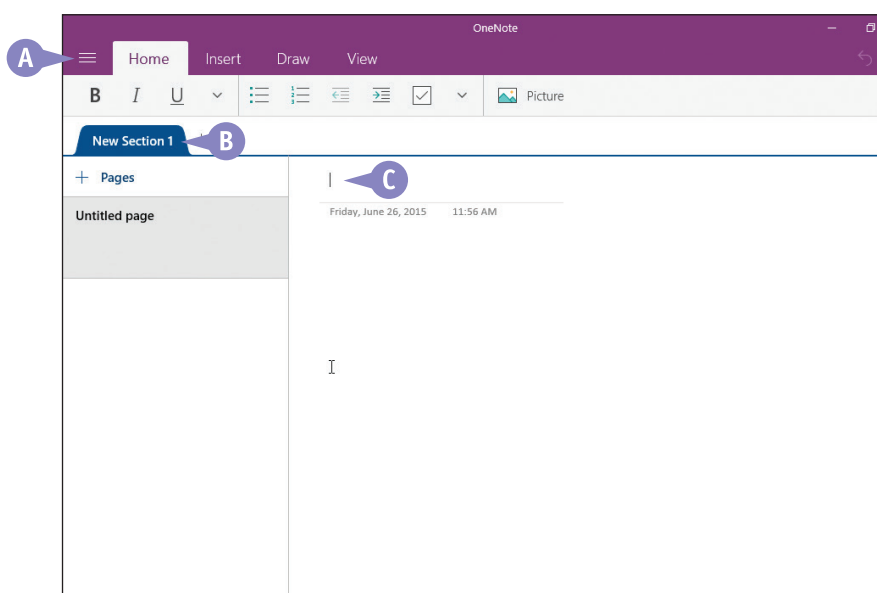 OneNote
A
Home Insert Draw View
B I U Picture
New Section 1 B
+ Pages
C
Untitled page
Friday, June 26, 2015 11:56 AM